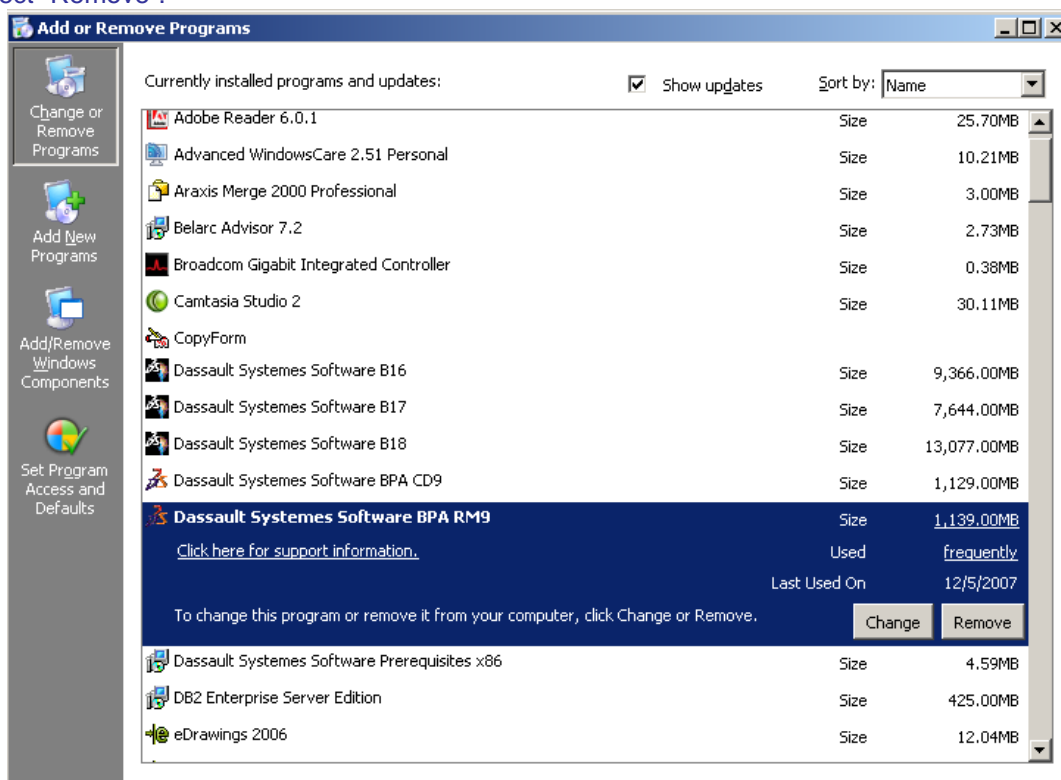 "Remove".
Add or Remove Programs
Change or
Remove
Programs
Add New
Programs
Add/Remove
Windows
Components
Set Program
Access and
Defaults
Currently installed programs and updates:
Show updates
Sort by: Name
Adobe Reader 6.0.1 Size 25.70MB
Advanced WindowsCare 2.51 Personal Size 10.21MB
Araxis Merge 2000 Professional Size 3.00MB
Belarc Advisor 7.2 Size 2.73MB
Broadcom Gigabit Integrated Controller Size 0.38MB
Camtasia Studio 2 Size 30.11MB
CopyForm
Dassault Systemes Software B16 Size 9,366.00MB
Dassault Systemes Software B17 Size 7,644.00MB
Dassault Systemes Software B18 Size 13,077.00MB
Dassault Systemes Software BPA CD9 Size 1,129.00MB
Dassault Systemes Software BPA RM9 Size 1,139.00MB
Click here for support information. Used frequently
Last Used On 12/5/2007
To change this program or remove it from your computer, click Change or Remove. Change Remove
Dassault Systemes Software Prerequisites x86 Size 4.59MB
DB2 Enterprise Server Edition Size 425.00MB
eDrawings 2006 Size 12.04MB